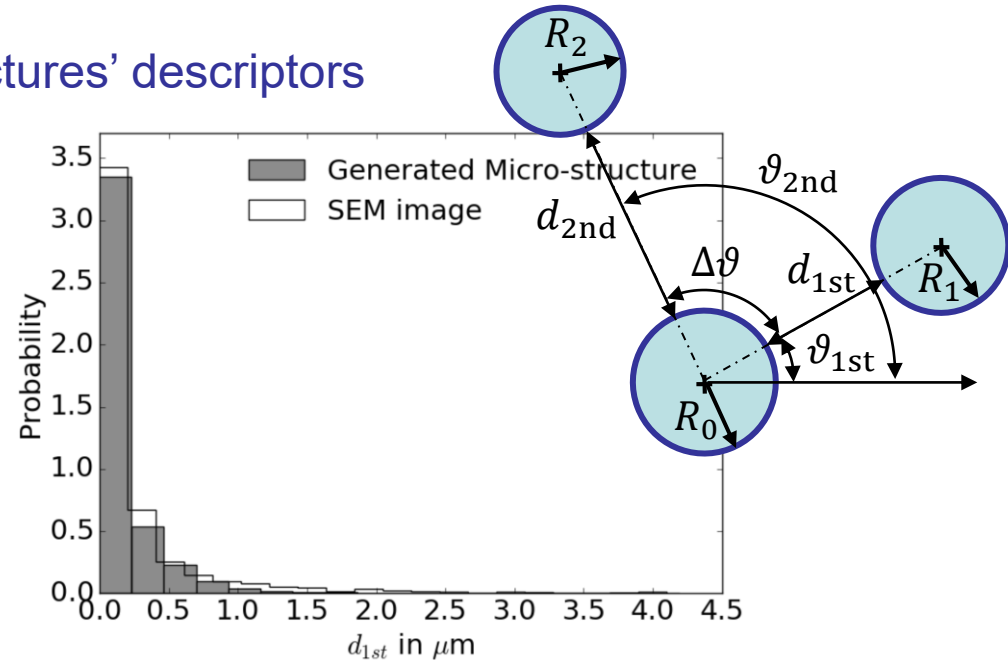 ctures’ descriptors
R₂
Generated Micro-structure
SEM image
ϑ₂nd
d₂nd
Δϑ
d₁st
R₁
ϑ₁st
R₀
Probability
3.5
3.0
2.5
2.0
1.5
1.0
0.5
0.0
0.0 0.5 1.0 1.5 2.0 2.5 3.0 3.5 4.0 4.5
d₁st in μm